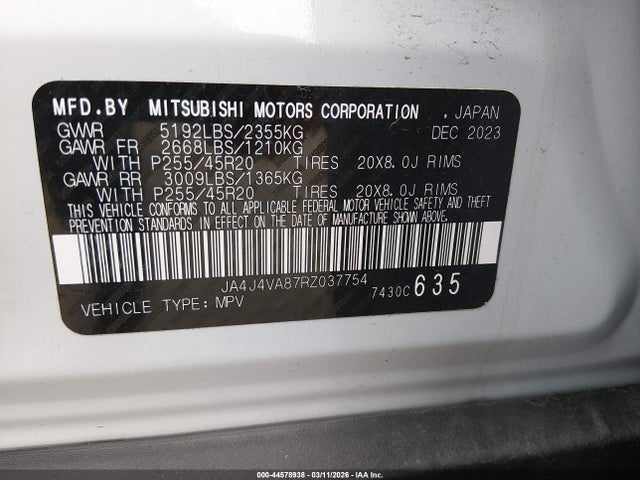 MFD.BY MITSUBISHI MOTORS CORPORATION . JAPAN
GVWR 5192LBS/2355KG DEC 2023
GAWR FR 2668LBS/1210KG
WITH P255/45R20 TIRES 20X8.0J RIMS
GAWR RR 3009LBS/1365KG
WITH P255/45R20 TIRES 20X8.0J RIMS
THIS VEHICLE CONFORMS TO ALL APPLICABLE FEDERAL MOTOR VEHICLE SAFETY AND THEFT
PREVENTION STANDARDS IN EFFECT ON THE DATE OF MANUFACTURE SHOWN ABOVE.
JA4J4VA87RZ037754
VEHICLE TYPE: MPV 7430C 635
000-44578938 - 03/11/2026 - IAA Inc.